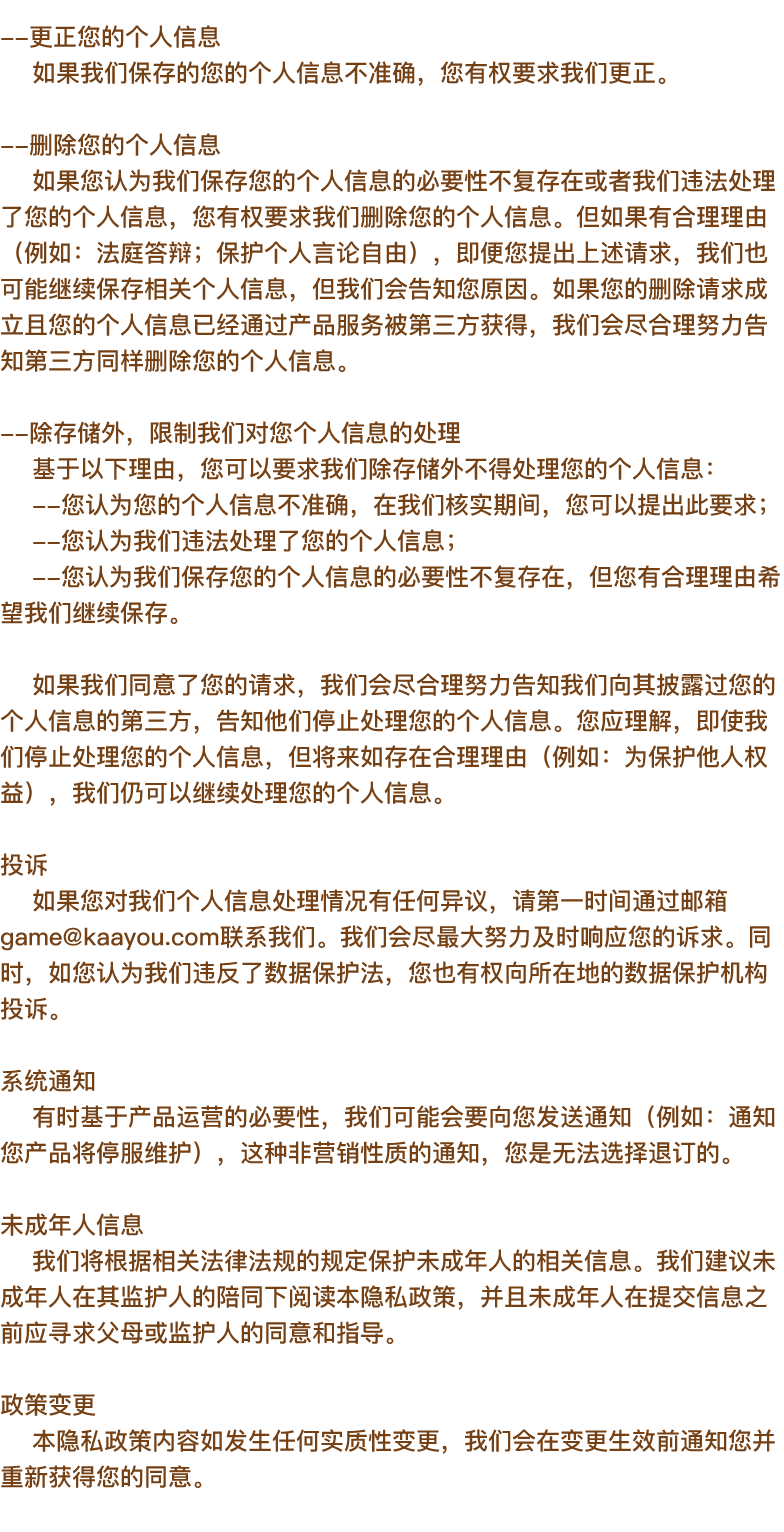 --更正您的个人信息
如果我们保存的您的个人信息不准确，您有权要求我们更正。
--删除您的个人信息
如果您认为我们保存您的个人信息的必要性不复存在或者我们违法处理
了您的个人信息，您有权要求我们删除您的个人信息。但如果有合理理由
（例如：法庭答辩；保护个人言论自由），即便您提出上述请求，我们也
可能继续保存相关个人信息，但我们会告知您原因。如果您的删除请求成
立且您的个人信息已经通过产品服务被第三方获得，我们会尽合理努力告
知第三方同样删除您的个人信息。
--除存储外，限制我们对您个人信息的处理
基于以下理由，您可以要求我们除存储外不得处理您的个人信息：
--您认为您的个人信息不准确，在我们核实期间，您可以提出此要求；
--您认为我们违法处理了您的个人信息；
--您认为我们保存您的个人信息的必要性不复存在，但您有合理理由希
望我们继续保存。
如果我们同意了您的请求，我们会尽合理努力告知我们向其披露过您的
个人信息的第三方，告知他们停止处理您的个人信息。您应理解，即使我
们停止处理您的个人信息，但将来如存在合理理由（例如：为保护他人权
益），我们仍可以继续处理您的个人信息。
投诉
如果您对我们个人信息处理情况有任何异议，请第一时间通过邮箱
game@kaayou.com联系我们。我们会尽最大努力及时响应您的诉求。同
时，如您认为我们违反了数据保护法，您也有权向所在地的数据保护机构
投诉。
系统通知
有时基于产品运营的必要性，我们可能会要向您发送通知（例如：通知
您产品将停服维护），这种非营销性质的通知，您是无法选择退订的。
未成年人信息
我们将根据相关法律法规的规定保护未成年人的相关信息。我们建议未
成年人在其监护人的陪同下阅读本隐私政策，并且未成年人在提交信息之
前应寻求父母或监护人的同意和指导。
政策变更
本隐私政策内容如发生任何实质性变更，我们会在变更生效前通知您并
重新获得您的同意。